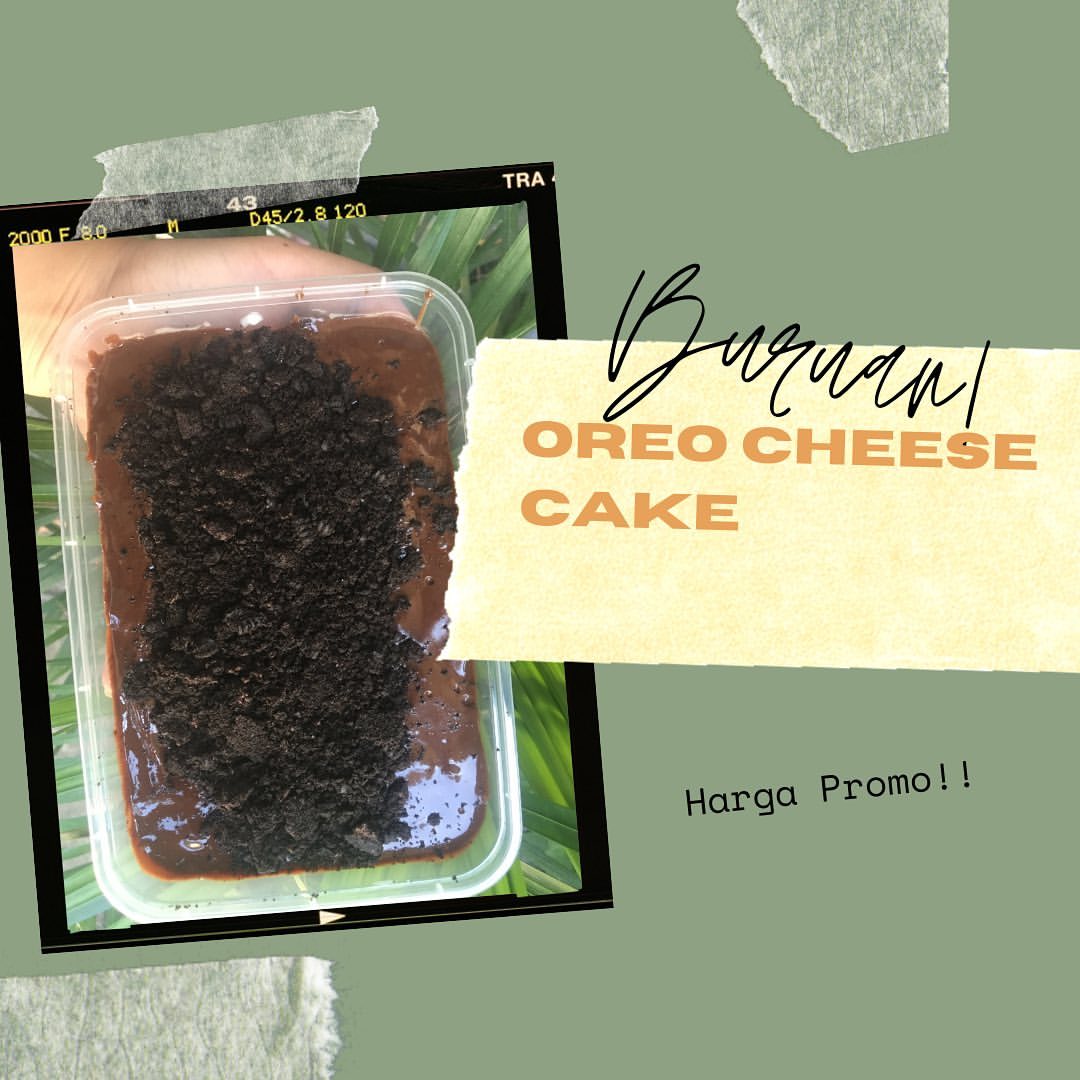 TRA
43
2000 F 8.0 M D45/2.8 120
Buruan!
OREO CHEESE
CAKE
Harga Promo!!